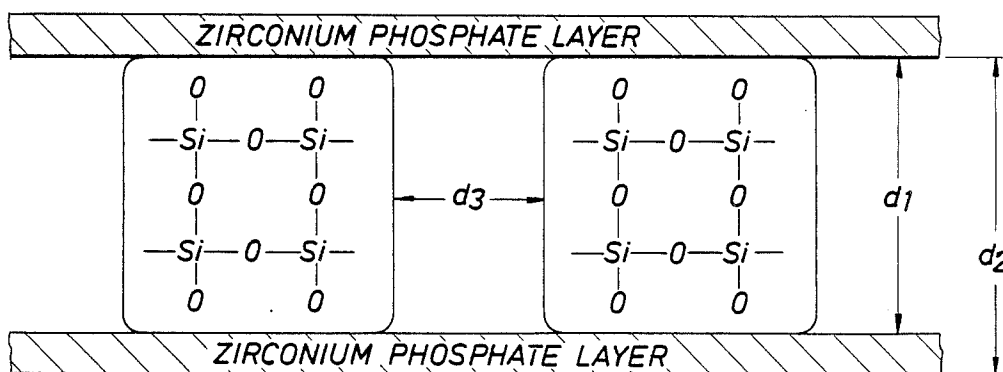 ZIRCONIUM PHOSPHATE LAYER
O O O O
—Si—O—Si— —Si—O—Si—
O O d3 O O d1
—Si—O—Si— —Si—O—Si— d2
O O O O
ZIRCONIUM PHOSPHATE LAYER